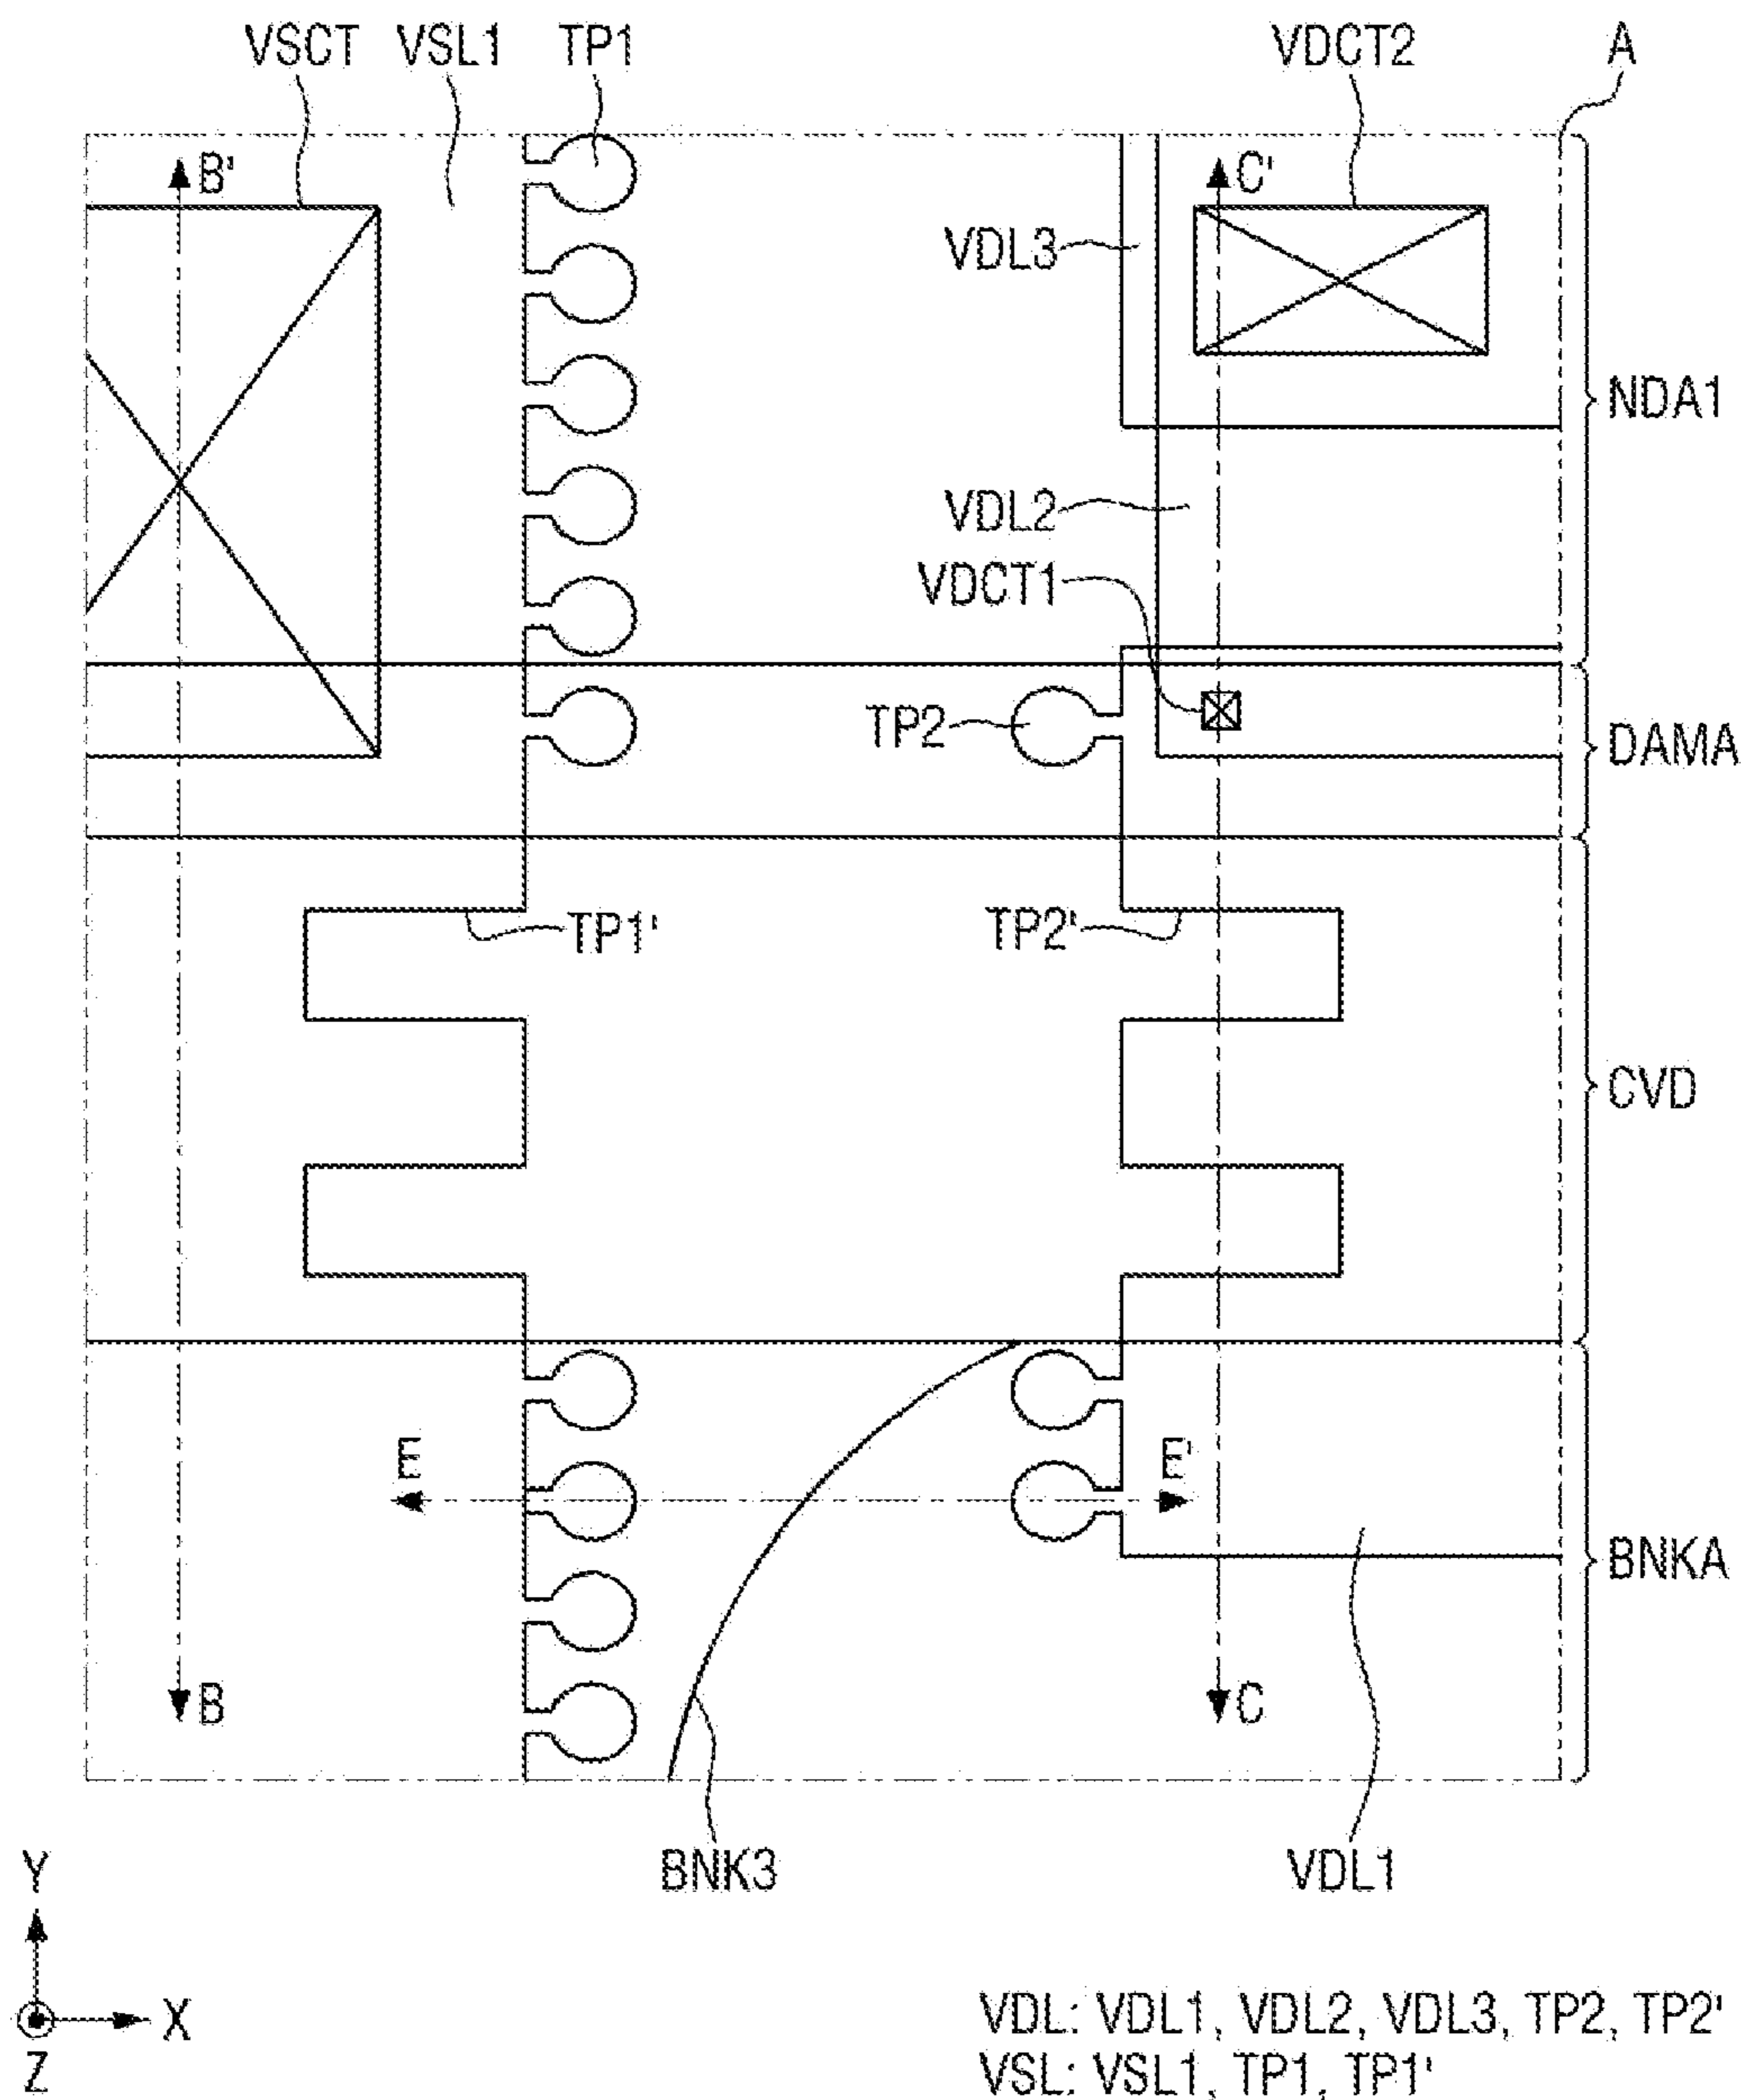 VSCT VSL1 TP1 VDCT2 A
B' C'
VDL3
NDA1
VDL2
VDCT1
TP2 DAMA
TP1' TP2'
CVD
E E'
BNKA
B C
BNK3 VDL1
Y
X
Z
VDL: VDL1, VDL2, VDL3, TP2, TP2'
VSL: VSL1, TP1, TP1'